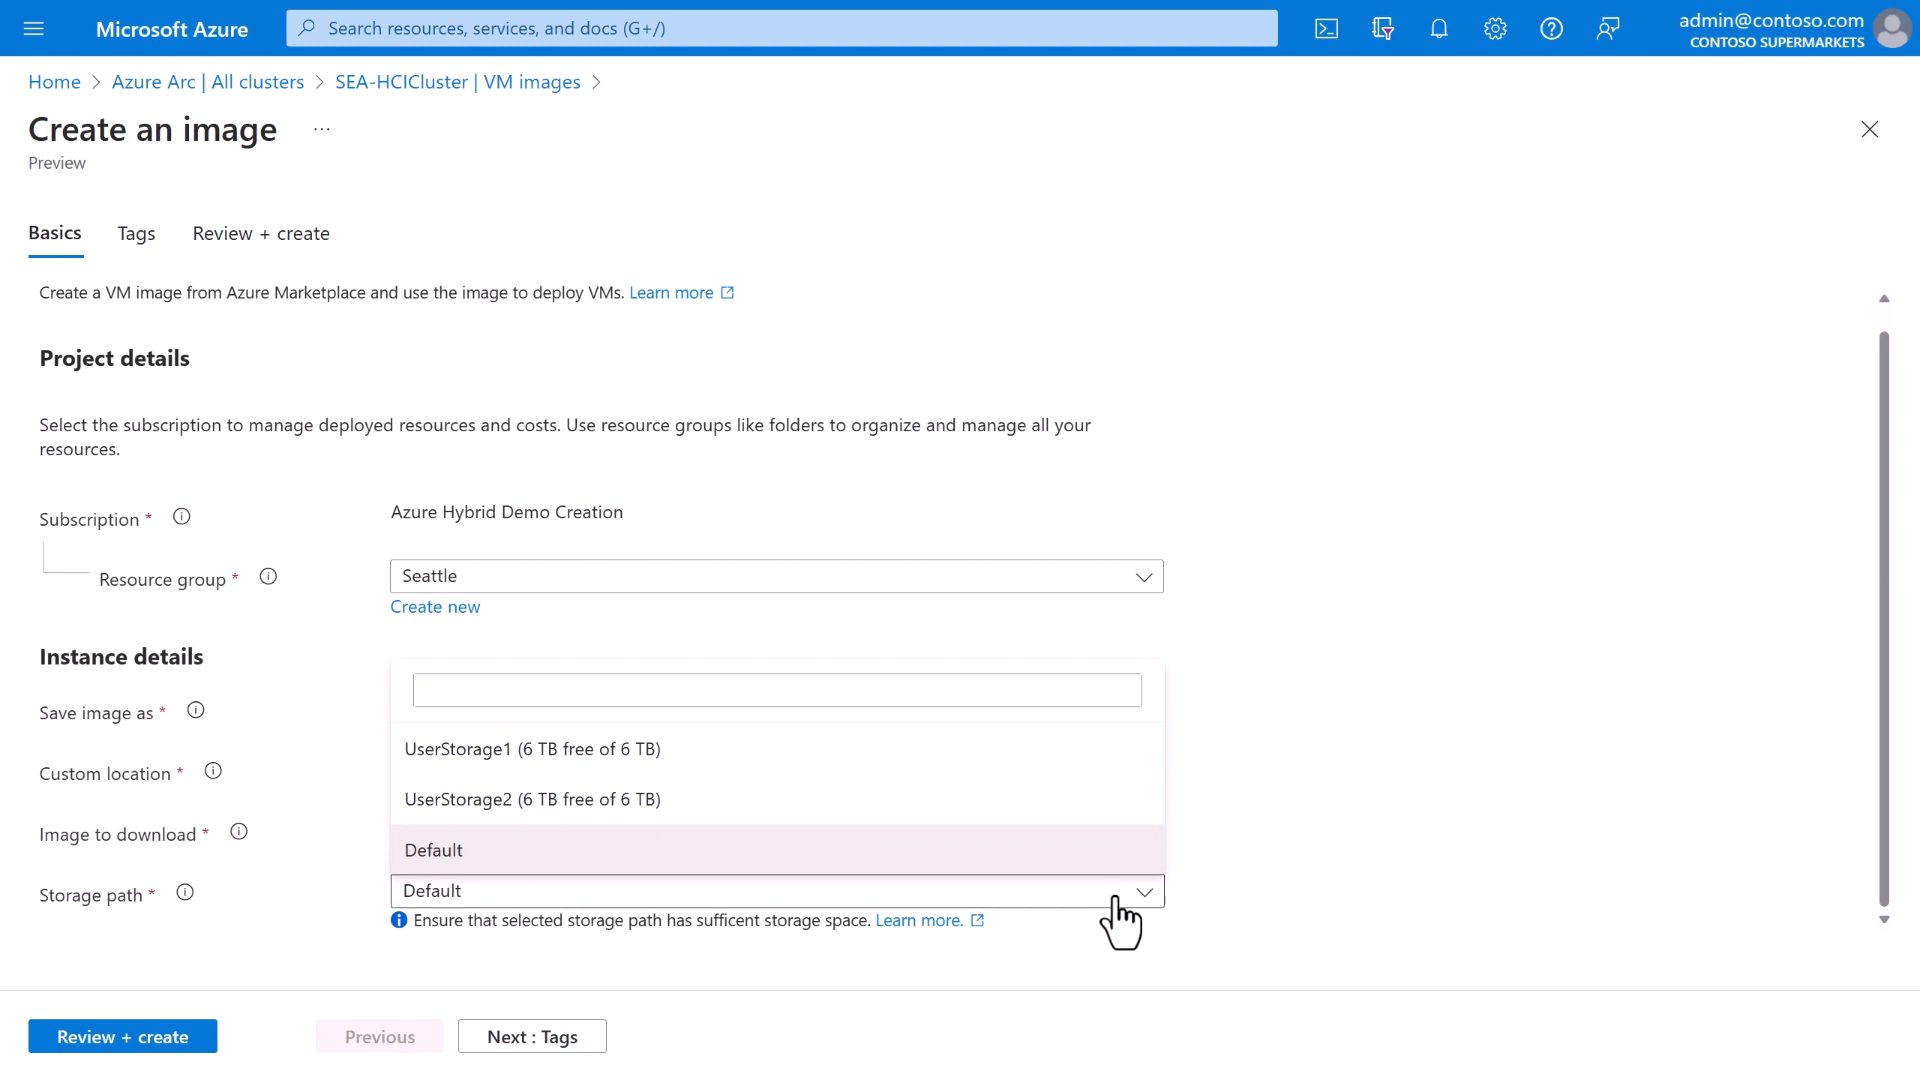 Microsoft Azure
Search resources, services, and docs (G+/)
admin@contoso.com
CONTOSO SUPERMARKETS
Home > Azure Arc | All clusters > SEA-HCICluster | VM images >
Create an image ...
Preview
Basics Tags Review + create
Create a VM image from Azure Marketplace and use the image to deploy VMs. Learn more
Project details
Select the subscription to manage deployed resources and costs. Use resource groups like folders to organize and manage all your
resources.
Subscription * Azure Hybrid Demo Creation
Resource group * Seattle
Create new
Instance details
Save image as *
UserStorage1 (6 TB free of 6 TB)
Custom location *
UserStorage2 (6 TB free of 6 TB)
Image to download *
Default
Storage path * Default
Ensure that selected storage path has sufficent storage space. Learn more.
Review + create Previous Next : Tags